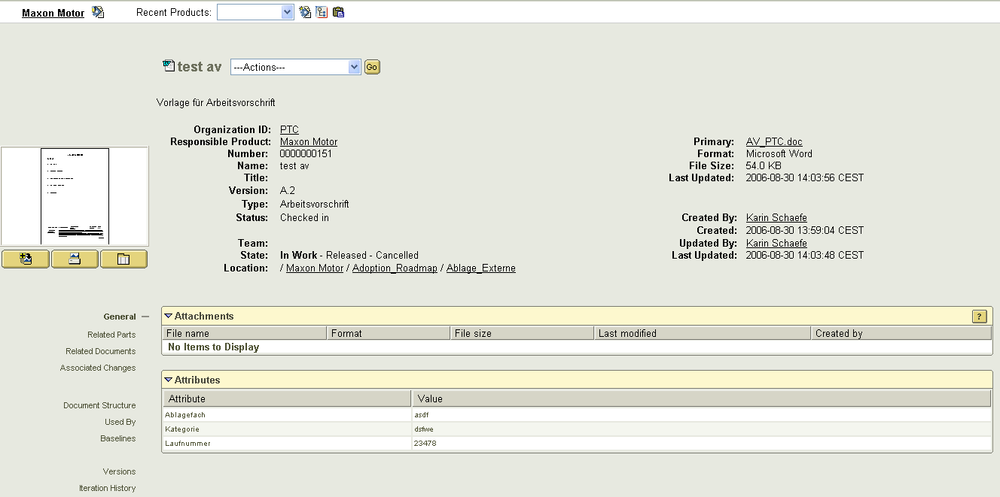 Maxon Motor Recent Products:
test av ---Actions--- Go
Vorlage für Arbeitsvorschrift
Organization ID: PTC
Responsible Product: Maxon Motor
Number: 0000000151
Name: test av
Title:
Version: A.2
Type: Arbeitsvorschrift
Status: Checked in
Team:
State: In Work - Released - Cancelled
Location: / Maxon Motor / Adoption_Roadmap / Ablage_Externe
Primary: AV_PTC.doc
Format: Microsoft Word
File Size: 54.0 KB
Last Updated: 2006-08-30 14:03:56 CEST
Created By: Karin Schaefe
Created: 2006-08-30 13:59:04 CEST
Updated By: Karin Schaefe
Last Updated: 2006-08-30 14:03:48 CEST
General
Related Parts
Related Documents
Associated Changes
Document Structure
Used By
Baselines
Versions
Iteration History
Attachments ?
File name Format File size Last modified Created by
No Items to Display
Attributes
Attribute Value
Ablagefach asdf
Kategorie dsfwe
Laufnummer 23478